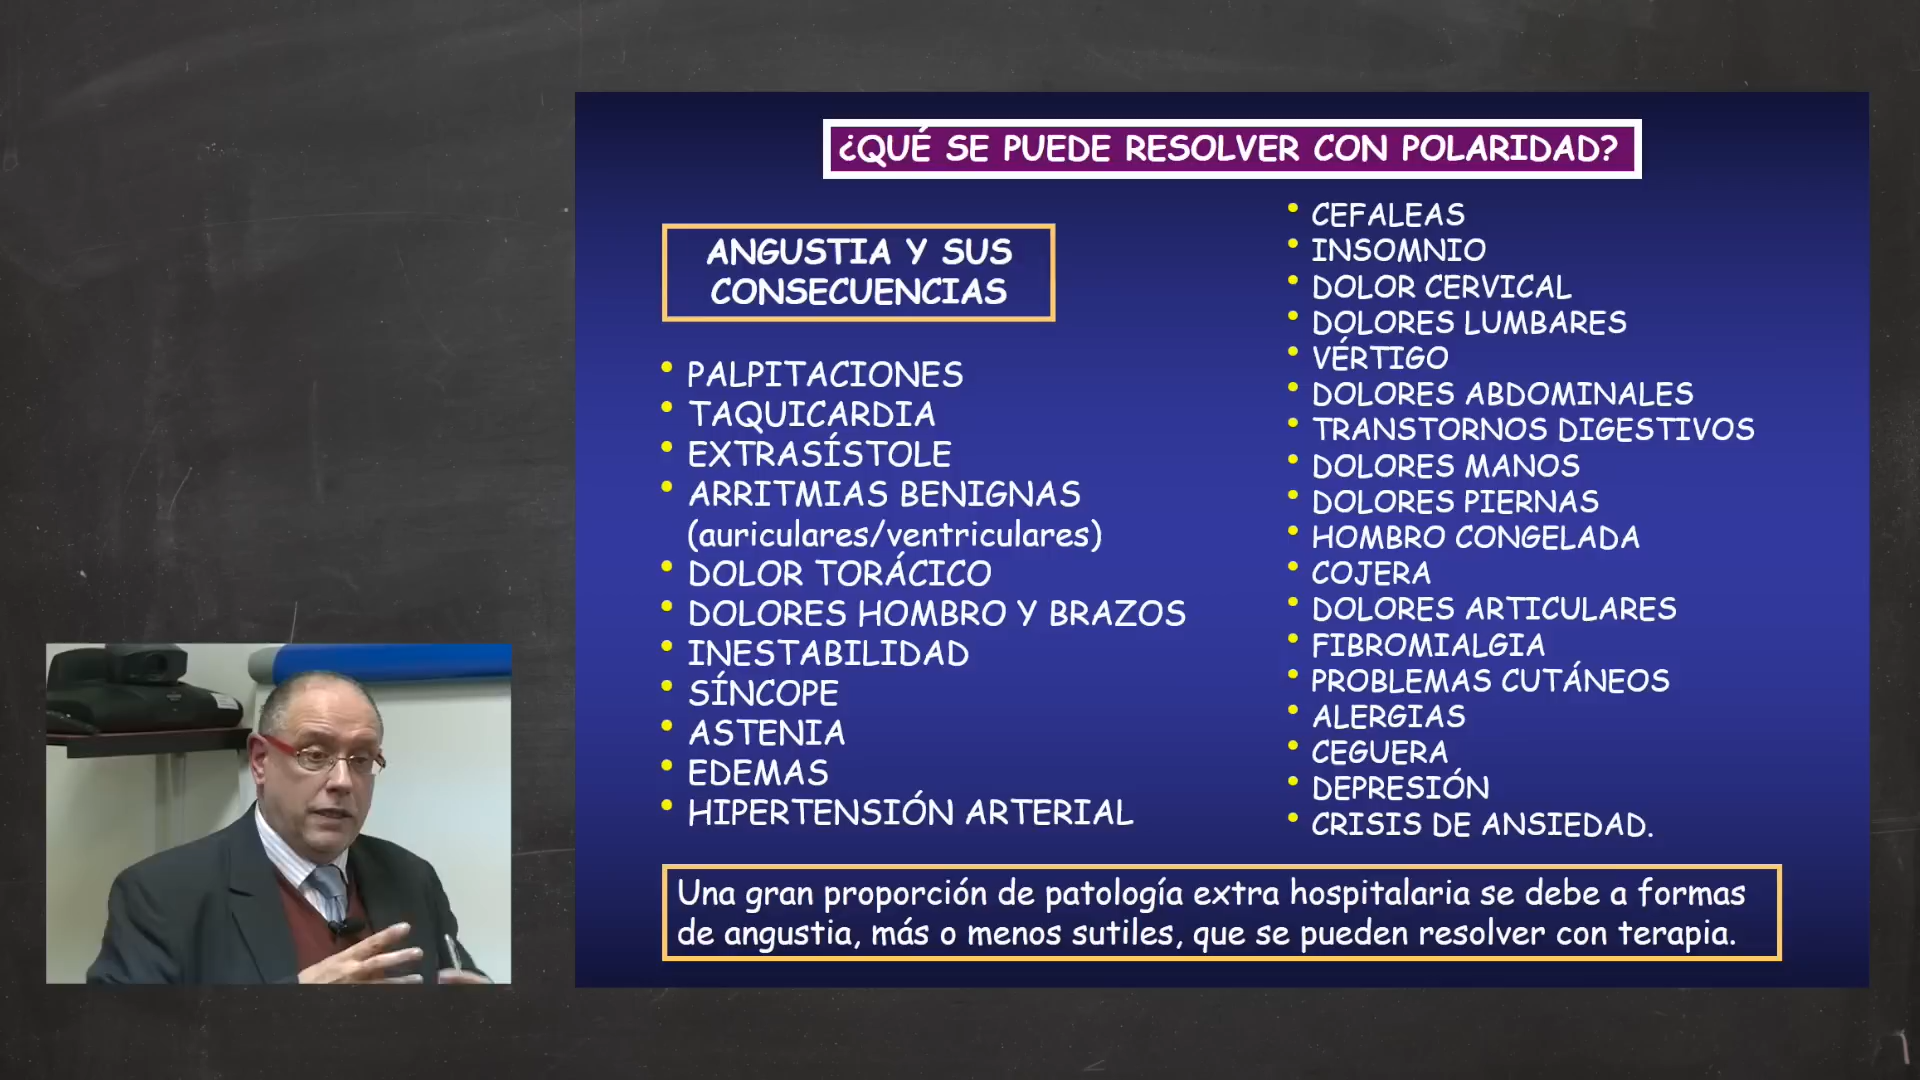 ¿QUÉ SE PUEDE RESOLVER CON POLARIDAD?
ANGUSTIA Y SUS
CONSECUENCIAS
• PALPITACIONES
• TAQUICARDIA
• EXTRASÍSTOLE
• ARRITMIAS BENIGNAS
(auriculares/ventriculares)
• DOLOR TORÁCICO
• DOLORES HOMBRO Y BRAZOS
• INESTABILIDAD
• SÍNCOPE
• ASTENIA
• EDEMAS
• HIPERTENSIÓN ARTERIAL
• CEFALEAS
• INSOMNIO
• DOLOR CERVICAL
• DOLORES LUMBARES
• VÉRTIGO
• DOLORES ABDOMINALES
• TRANSTORNOS DIGESTIVOS
• DOLORES MANOS
• DOLORES PIERNAS
• HOMBRO CONGELADA
• COJERA
• DOLORES ARTICULARES
• FIBROMIALGIA
• PROBLEMAS CUTÁNEOS
• ALERGIAS
• CEGUERA
• DEPRESIÓN
• CRISIS DE ANSIEDAD.
Una gran proporción de patología extra hospitalaria se debe a formas
de angustia, más o menos sutiles, que se pueden resolver con terapia.